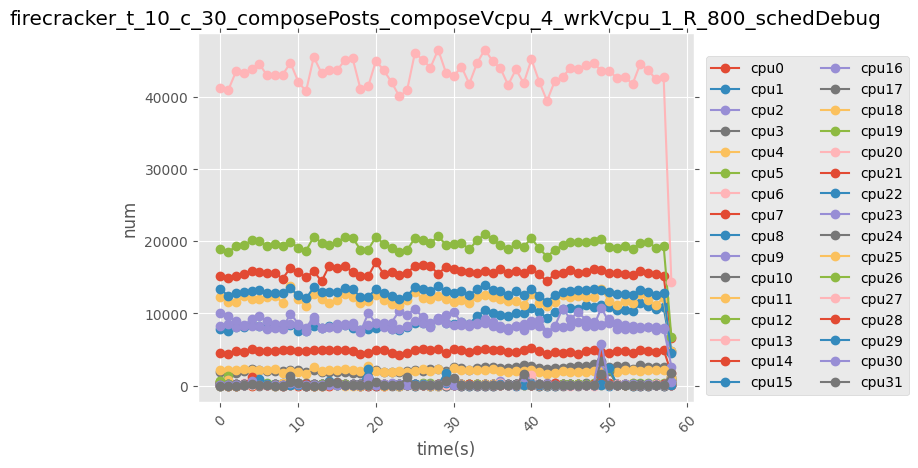 firecracker_t_10_c_30_composePosts_composeVcpu_4_wrkVcpu_1_R_800_schedDebug
num
40000
30000
20000
10000
0
0
10
20
30
40
50
60
time(s)
cpu0
cpu1
cpu2
cpu3
cpu4
cpu5
cpu6
cpu7
cpu8
cpu9
cpu10
cpu11
cpu12
cpu13
cpu14
cpu15
cpu16
cpu17
cpu18
cpu19
cpu20
cpu21
cpu22
cpu23
cpu24
cpu25
cpu26
cpu27
cpu28
cpu29
cpu30
cpu31